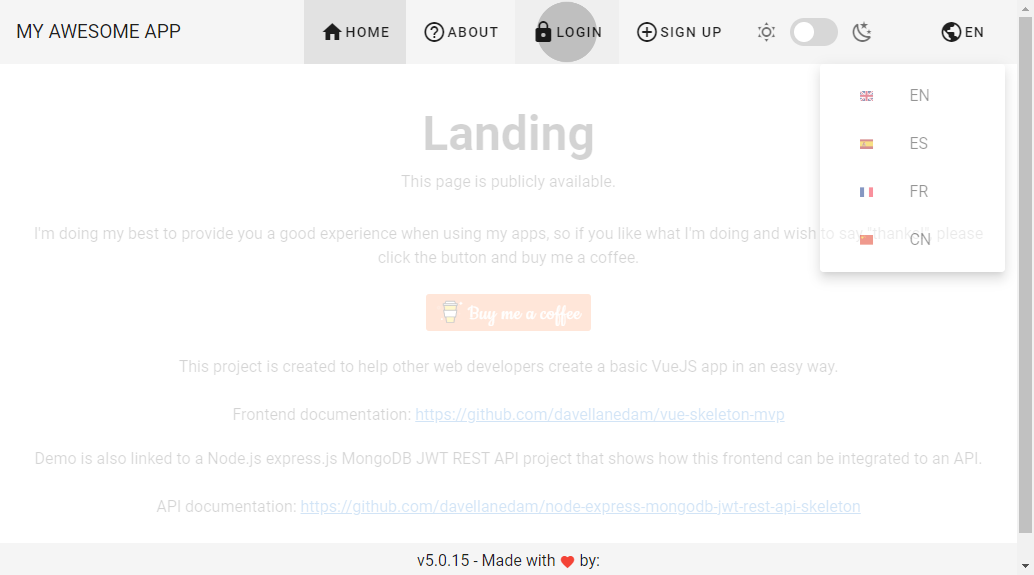 MY AWESOME APP
HOME
ABOUT
LOGIN
SIGN UP
EN
EN
ES
FR
CN
Landing
This page is publicly available.
I'm doing my best to provide you a good experience when using my apps, so if you like what I'm doing and wish to say "thanks!", please
click the button and buy me a coffee.
Buy me a coffee
This project is created to help other web developers create a basic VueJS app in an easy way.
Frontend documentation: https://github.com/davellanedam/vue-skeleton-mvp
Demo is also linked to a Node.js express.js MongoDB JWT REST API project that shows how this frontend can be integrated to an API.
API documentation: https://github.com/davellanedam/node-express-mongodb-jwt-rest-api-skeleton
v5.0.15 - Made with ❤ by: